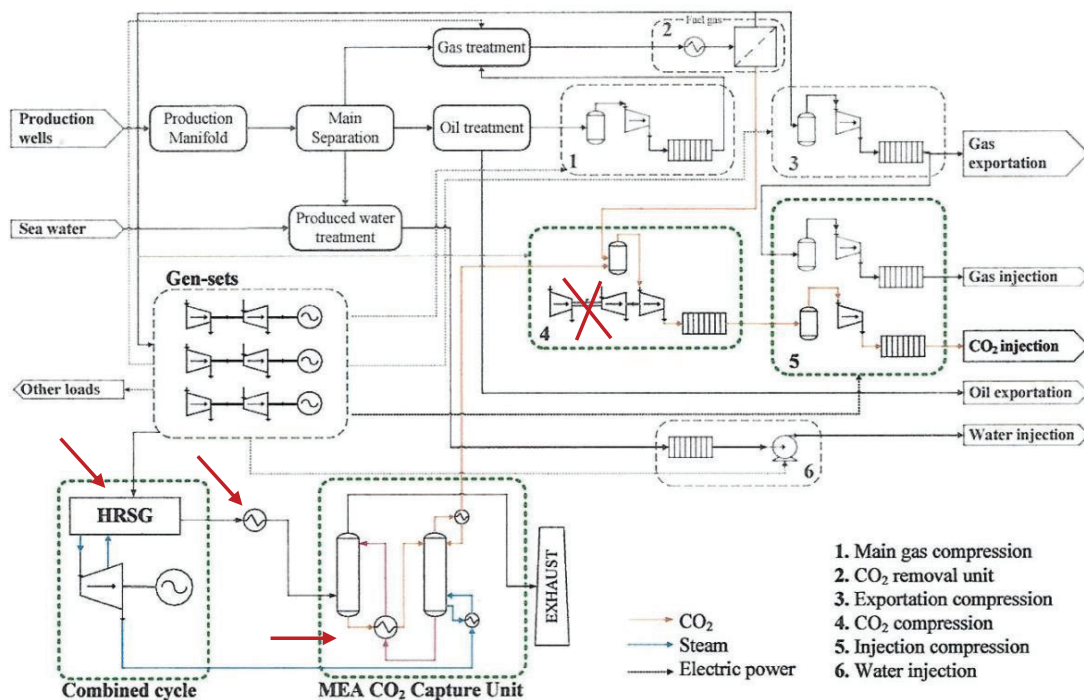 2
Fuel gas
Gas treatment
Production
wells
Production
Manifold
Main
Separation
Oil treatment
1
3
Gas
exportation
Sea water
Produced water
treatment
Gen-sets
4
5
Gas injection
CO₂ injection
Other loads
Oil exportation
Water injection
6
HRSG
EXHAUST
Combined cycle
MEA CO₂ Capture Unit
CO₂
Steam
Electric power
1. Main gas compression
2. CO₂ removal unit
3. Exportation compression
4. CO₂ compression
5. Injection compression
6. Water injection